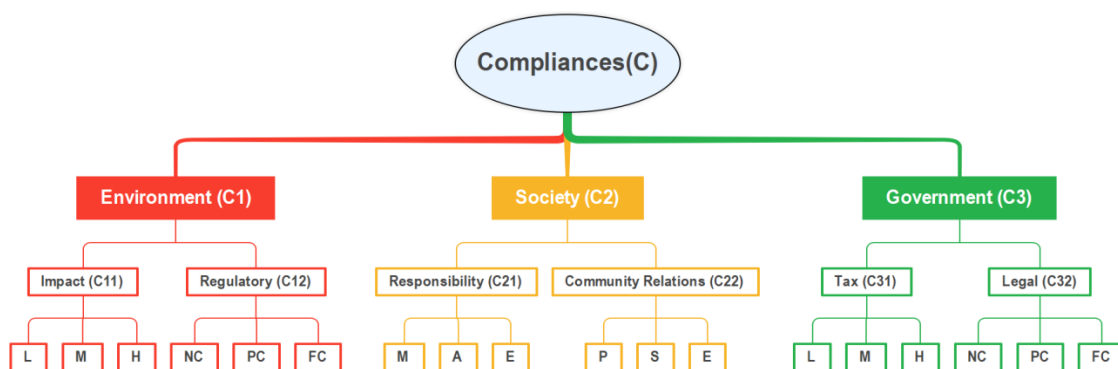 Compliances(C)
Environment (C1) Society (C2) Government (C3)
Impact (C11) Regulatory (C12) Responsibility (C21) Community Relations (C22) Tax (C31) Legal (C32)
L M H NC PC FC M A E P S E L M H NC PC FC